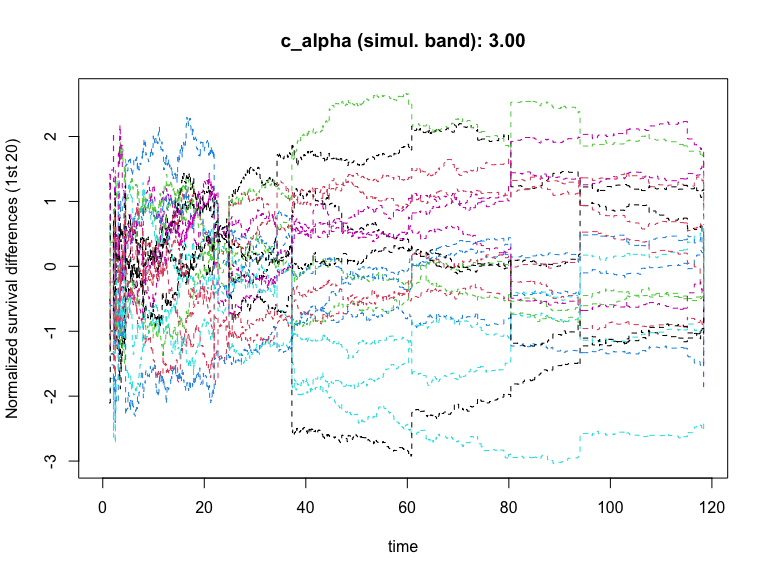 c_alpha (simul. band): 3.00
Normalized survival differences (1st 20)
2
1
0
-1
-2
-3
0 20 40 60 80 100 120
time